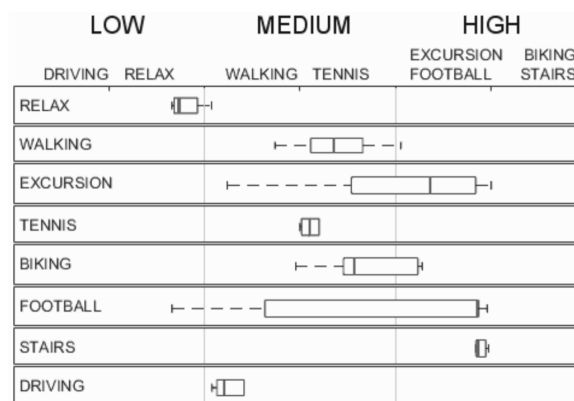 LOW MEDIUM HIGH
EXCURSION BIKING
DRIVING RELAX WALKING TENNIS FOOTBALL STAIRS
RELAX
WALKING
EXCURSION
TENNIS
BIKING
FOOTBALL
STAIRS
DRIVING